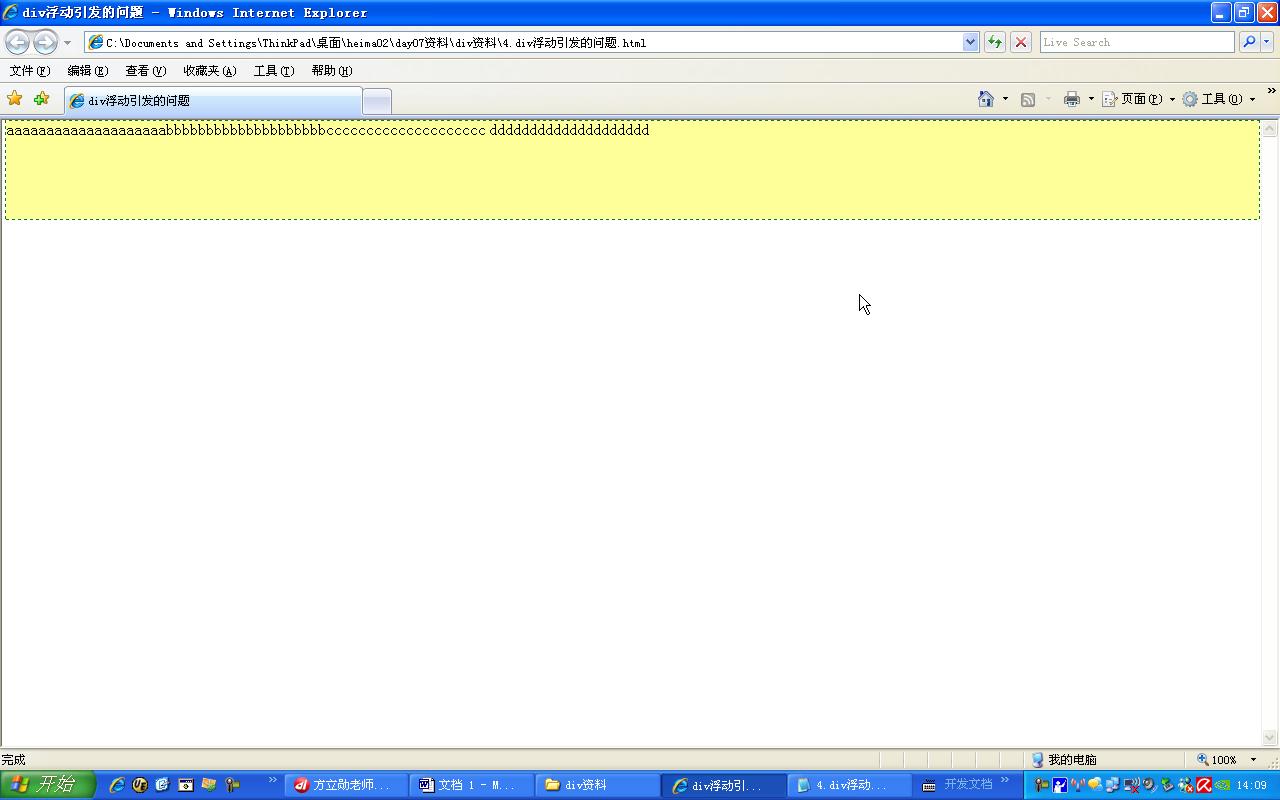 div浮动引发的问题 - Windows Internet Explorer
C:\Documents and Settings\ThinkPad\桌面\heima02\day07资料\div资料\4.div浮动引发的问题.html
Live Search
文件(F) 编辑(E) 查看(V) 收藏夹(A) 工具(T) 帮助(H)
div浮动引发的问题
页面(P) 工具(O)
aaaaaaaaaaaaaaaaaaaabbbbbbbbbbbbbbbbbbbbcccccccccccccccccccc dddddddddddddddddddd
完成
我的电脑
100%
开始
方立勋老师...
文档 1 - M...
div资料
div浮动引...
4.div浮动...
开发文档
14:09